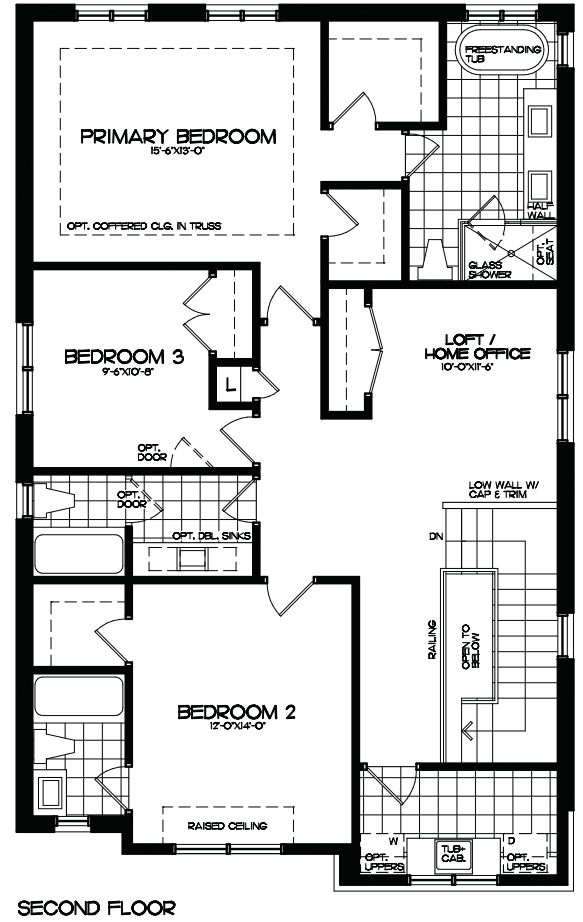 FREESTANDING
TUB
PRIMARY BEDROOM
15'-6"X13'-0"
HALF
WALL
OPT. COFFERED CLG. IN TRUSS
GLASS
SHOWER
OPT.
SEAT
LOFT /
HOME OFFICE
10'-0"X11'-6"
BEDROOM 3
9'-6"X10'-8"
L
OPT.
DOOR
LOW WALL W/
CAP & TRIM
OPT.
DOOR
OPT. DBL. SINKS
DN
RAILING
OPEN TO
BELOW
BEDROOM 2
12'-0"X14'-0"
RAISED CEILING
W
D
OPT.
UPPERS
TUB+
CAB.
OPT.
UPPERS
SECOND FLOOR